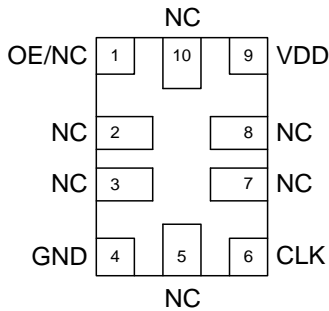 NC
OE/NC 1 10 9 VDD
NC 2 8 NC
NC 3 7 NC
GND 4 5 6 CLK
NC